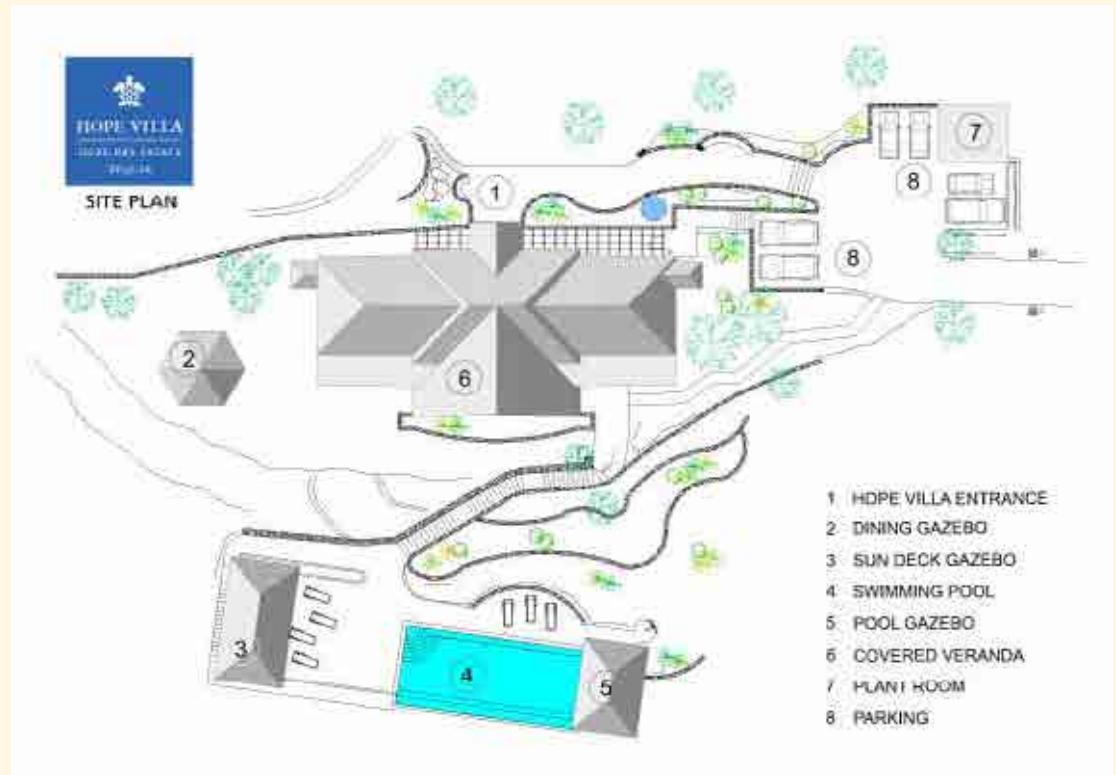 HOPE VILLA
SITE PLAN
1
2
3
4
5
6
7
8
8
1 HOPE VILLA ENTRANCE
2 DINING GAZEBO
3 SUN DECK GAZEBO
4 SWIMMING POOL
5 POOL GAZEBO
6 COVERED VERANDA
7 PLANT ROOM
8 PARKING